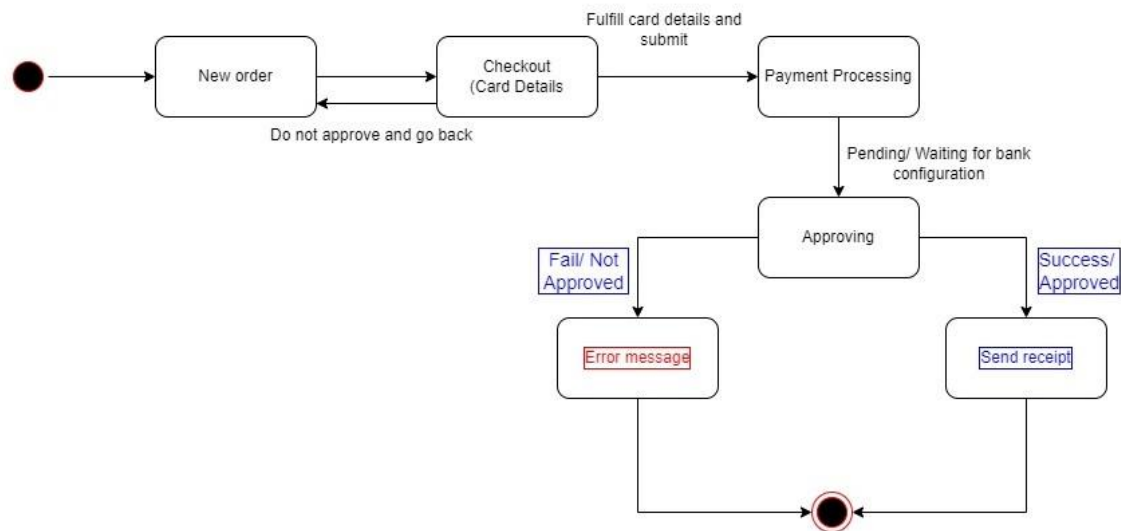 Fulfill card details and
submit
New order
Checkout
(Card Details
Payment Processing
Do not approve and go back
Pending/ Waiting for bank
configuration
Approving
Fail/ Not
Approved
Success/
Approved
Error message
Send receipt